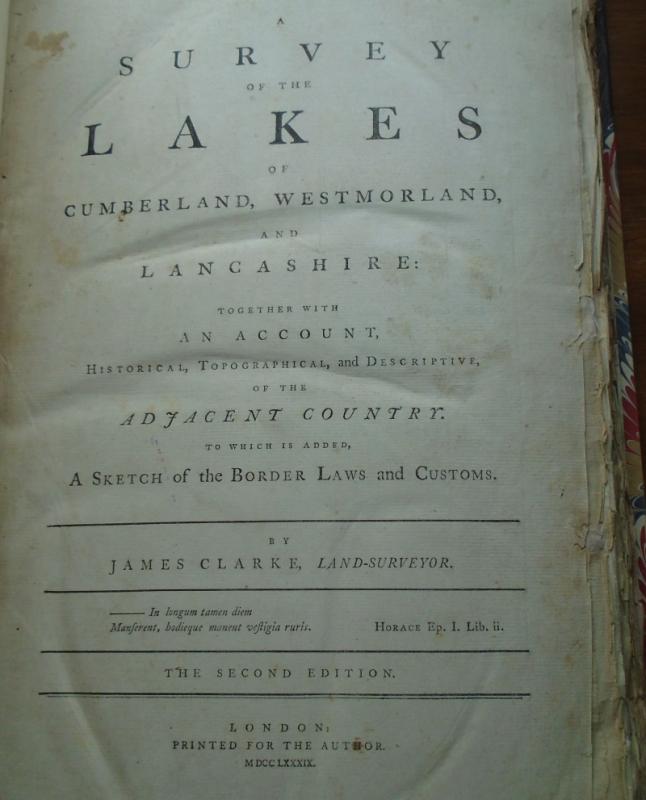 A
SURVEY
OF THE
LAKES
OF
CUMBERLAND, WESTMORLAND,
AND
LANCASHIRE:
TOGETHER WITH
AN ACCOUNT,
HISTORICAL, TOPOGRAPHICAL, and DESCRIPTIVE,
OF THE
ADJACENT COUNTRY.
TO WHICH IS ADDED,
A SKETCH of the BORDER LAWS and CUSTOMS.
BY
JAMES CLARKE, LAND-SURVEYOR.
—— In longum tamen diem
Manſerent, hodieque manent veſtigia ruris. HORACE Ep. I. Lib. ii.
THE SECOND EDITION.
LONDON:
PRINTED FOR THE AUTHOR.
MDCCLXXXIX.